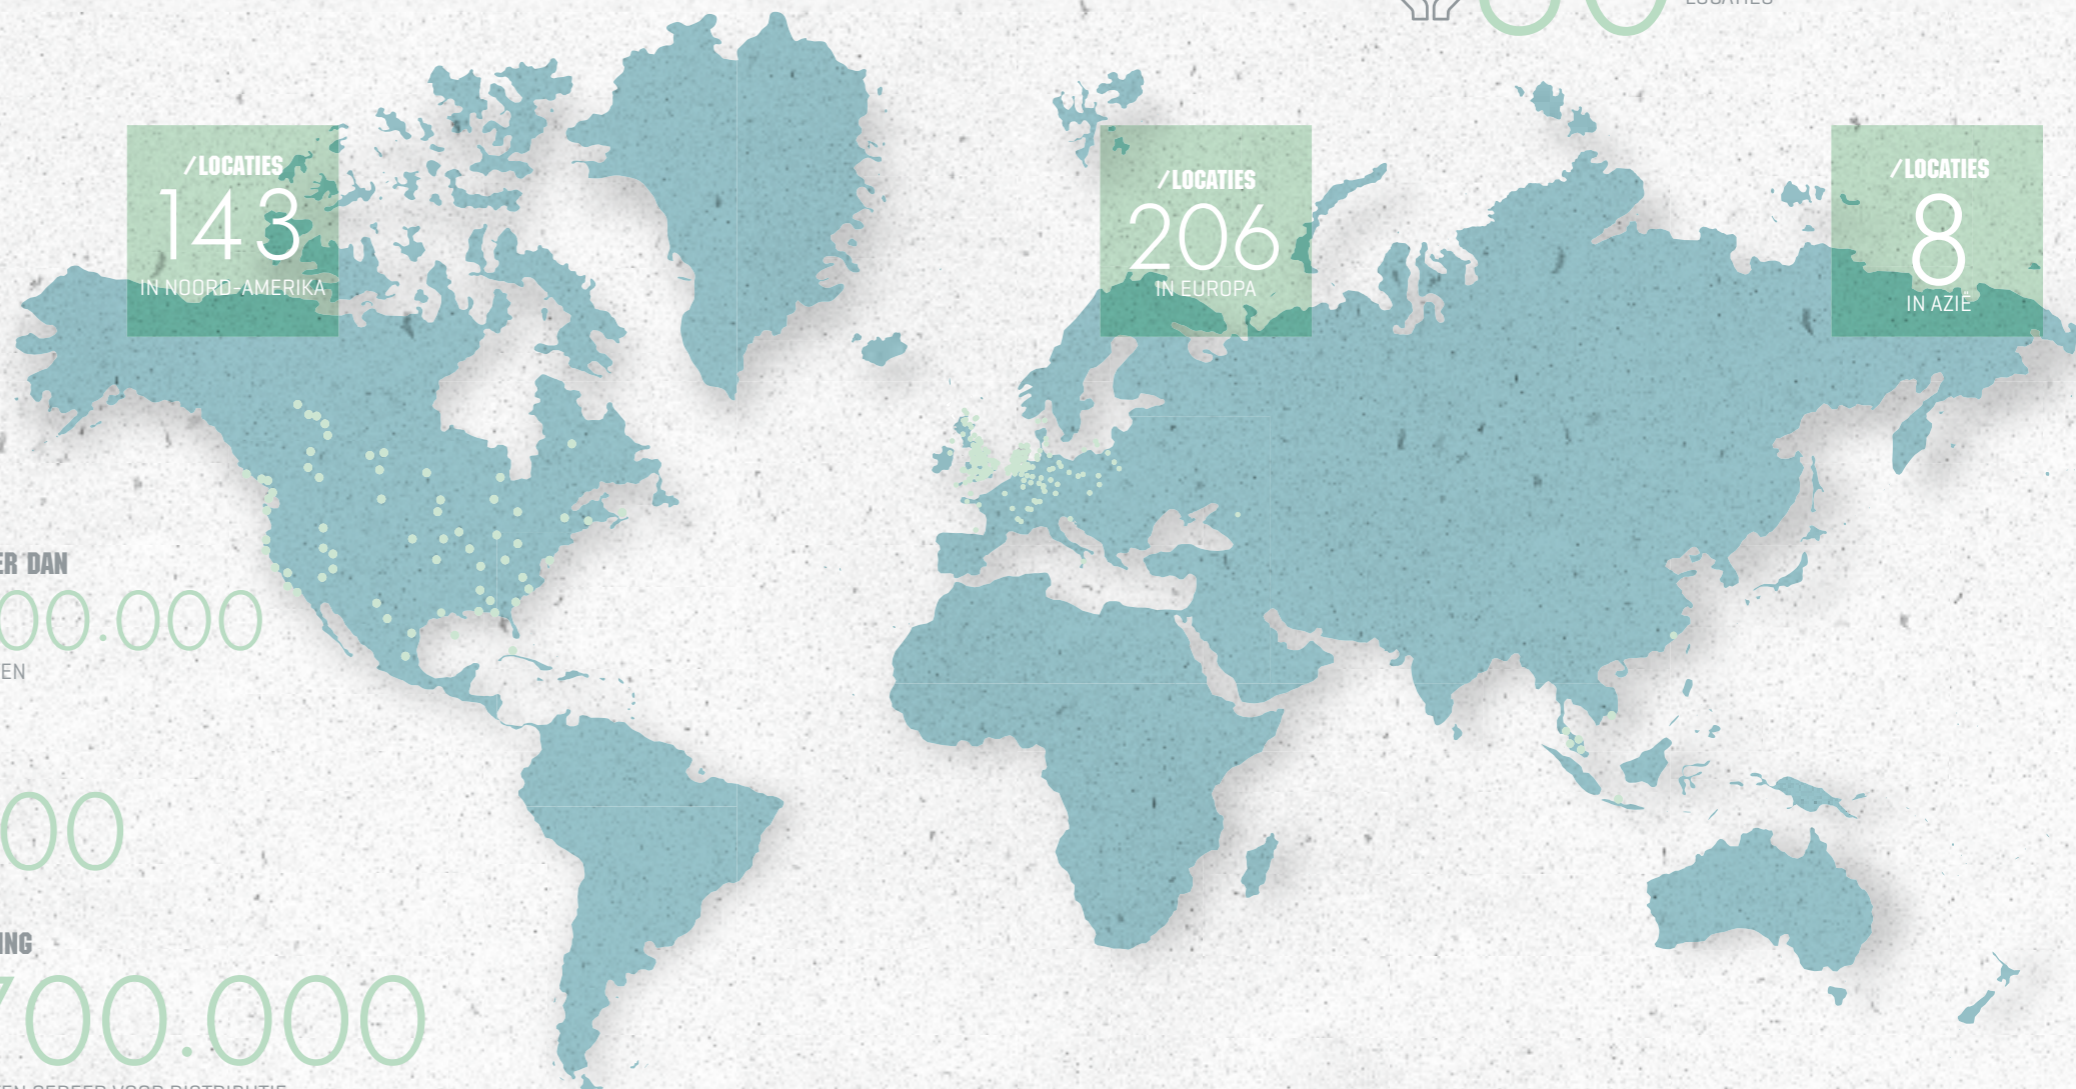 /LOCATIES
143
IN NOORD-AMERIKA
/LOCATIES
206
IN EUROPA
/LOCATIES
8
IN AZIË
ER DAN
00.000
EN
00
ING
700.000